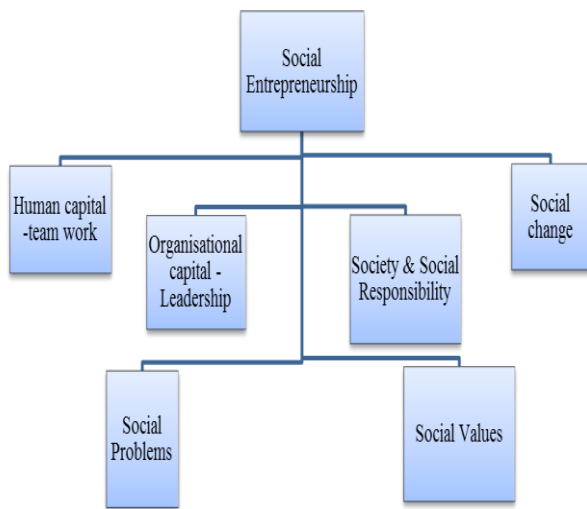 Social
Entrepreneurship
Human capital
-team work
Social
change
Organisational
capital -
Leadership
Society & Social
Responsibility
Social
Problems
Social Values